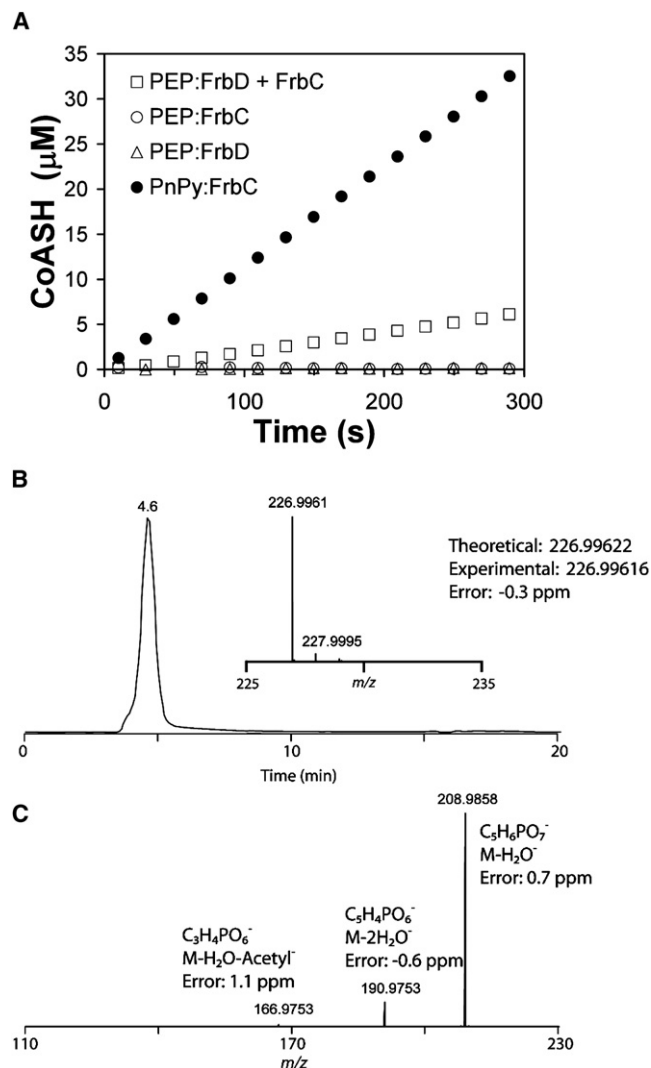 A
CoASH (μM)
35
30
25
20
15
10
5
0
PEP:FrbD + FrbC
PEP:FrbC
PEP:FrbD
PnPy:FrbC
0 100 200 300
Time (s)
B
4.6
226.9961
227.9995
225 235
m/z
Theoretical: 226.99622
Experimental: 226.99616
Error: -0.3 ppm
0 10 20
Time (min)
C
208.9858
C₅H₆PO₇⁻
M-H₂O⁻
Error: 0.7 ppm
C₅H₄PO₆⁻
M-2H₂O⁻
Error: -0.6 ppm
190.9753
C₃H₄PO₆⁻
M-H₂O-Acetyl⁻
Error: 1.1 ppm
166.9753
110 170 230
m/z